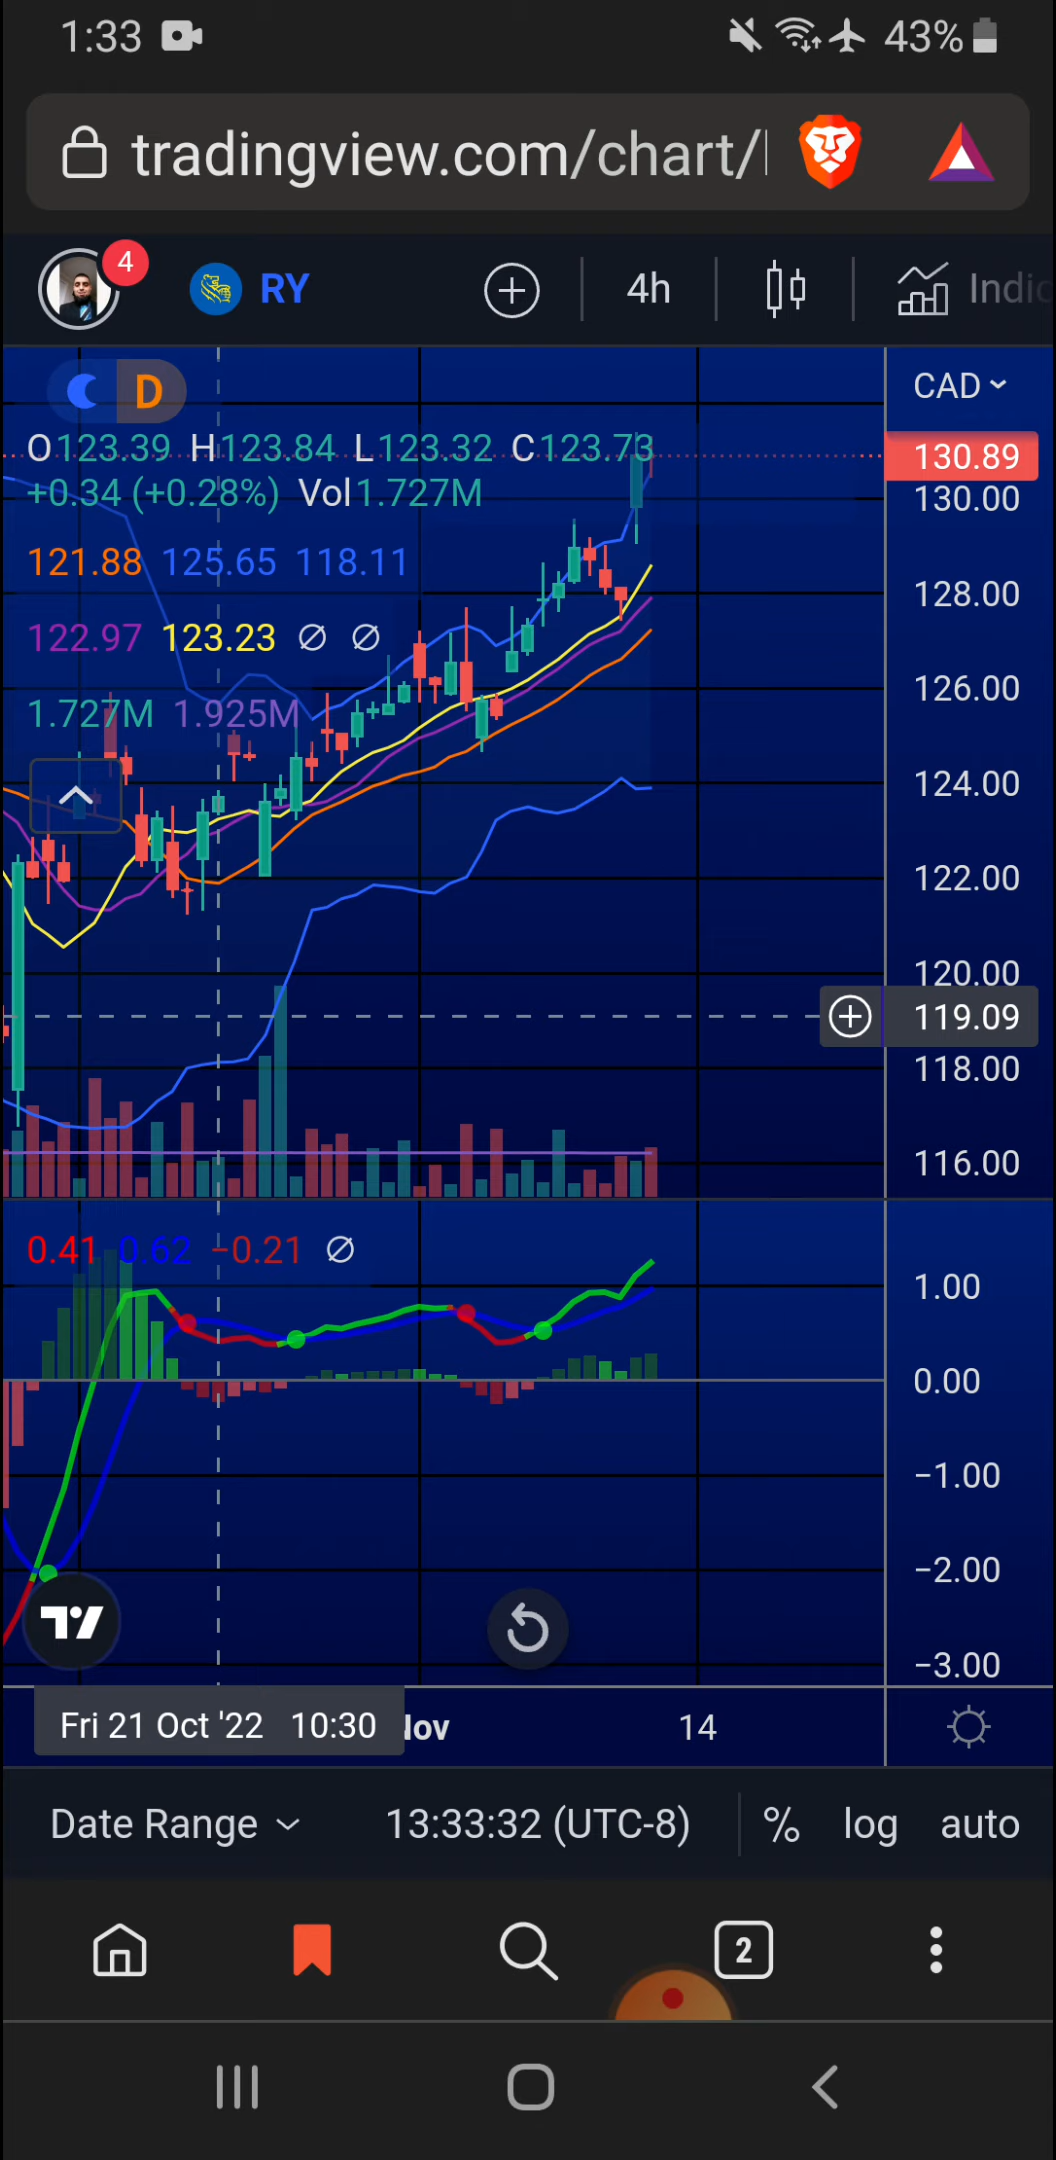 1:33 43%
tradingview.com/chart/
4 RY 4h Indic
D CAD
O123.39 H123.84 L123.32 C123.73
130.89
+0.34 (+0.28%) Vol1.727M
130.00
121.88 125.65 118.11
128.00
122.97 123.23 ∅ ∅
126.00
1.727M 1.925M
124.00
122.00
120.00
119.09
118.00
116.00
0.41 0.62 −0.21 ∅
1.00
0.00
−1.00
−2.00
−3.00
Fri 21 Oct '22 10:30 Nov 14
Date Range 13:33:32 (UTC-8) % log auto
2